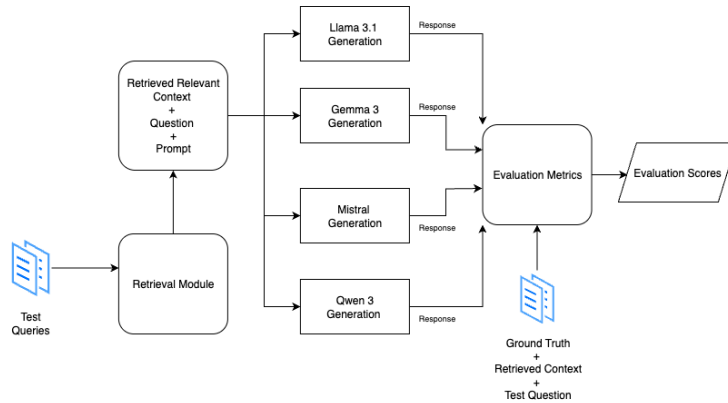 Test
Queries
Retrieval Module
Retrieved Relevant
Context
+
Question
+
Prompt
Llama 3.1
Generation
Response
Gemma 3
Generation
Response
Mistral
Generation
Response
Qwen 3
Generation
Response
Evaluation Metrics
Evaluation Scores
Ground Truth
+
Retrieved Context
+
Test Question